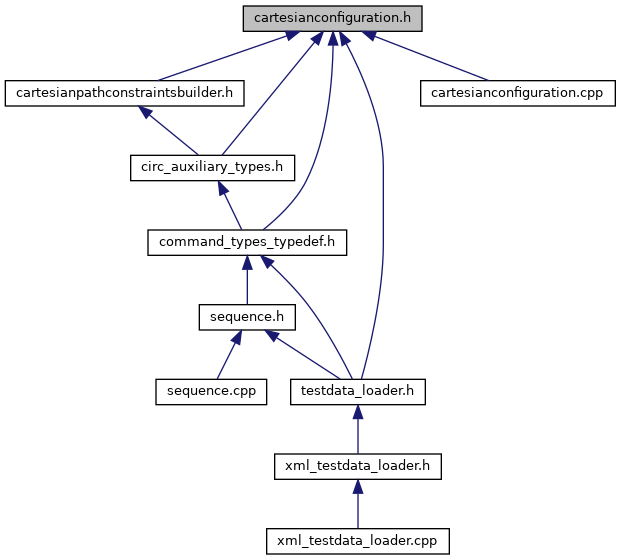 cartesianconfiguration.h
cartesianpathconstraintsbuilder.h
cartesianconfiguration.cpp
circ_auxiliary_types.h
command_types_typedef.h
sequence.h
sequence.cpp
testdata_loader.h
xml_testdata_loader.h
xml_testdata_loader.cpp